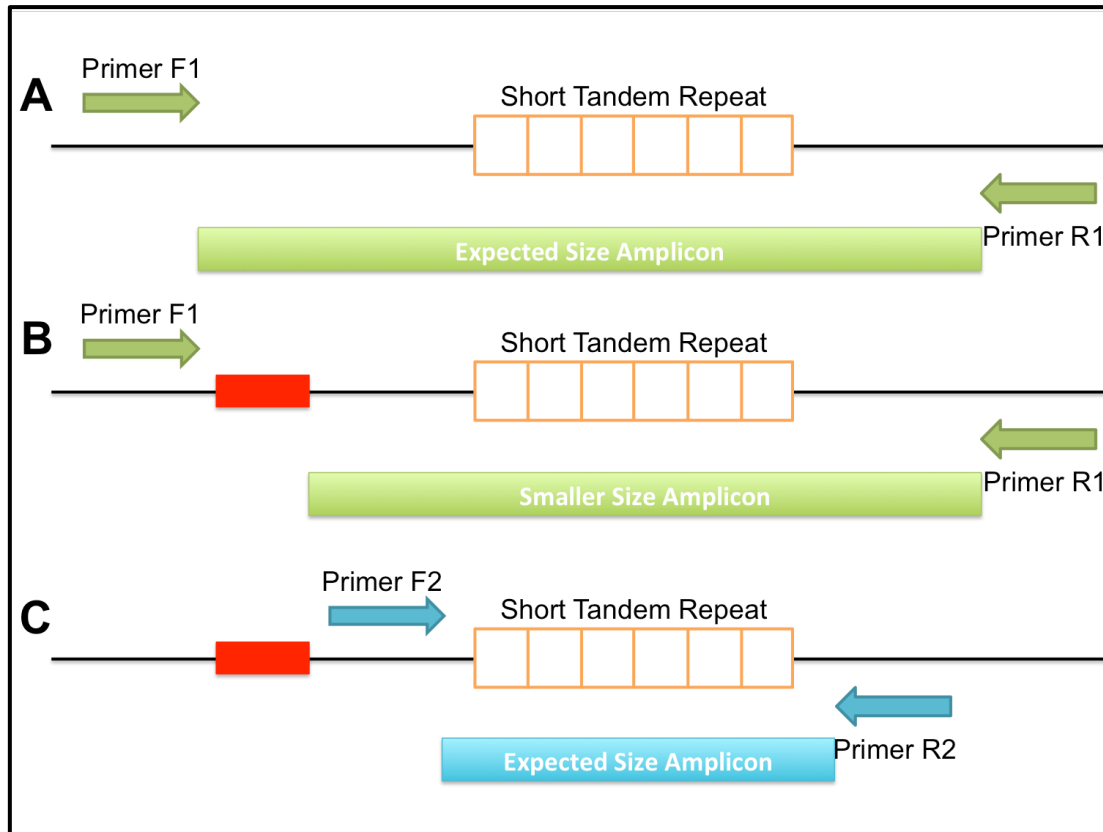 A
Primer F1
Short Tandem Repeat
Primer R1
Expected Size Amplicon
B
Primer F1
Short Tandem Repeat
Primer R1
Smaller Size Amplicon
C
Primer F2
Short Tandem Repeat
Primer R2
Expected Size Amplicon